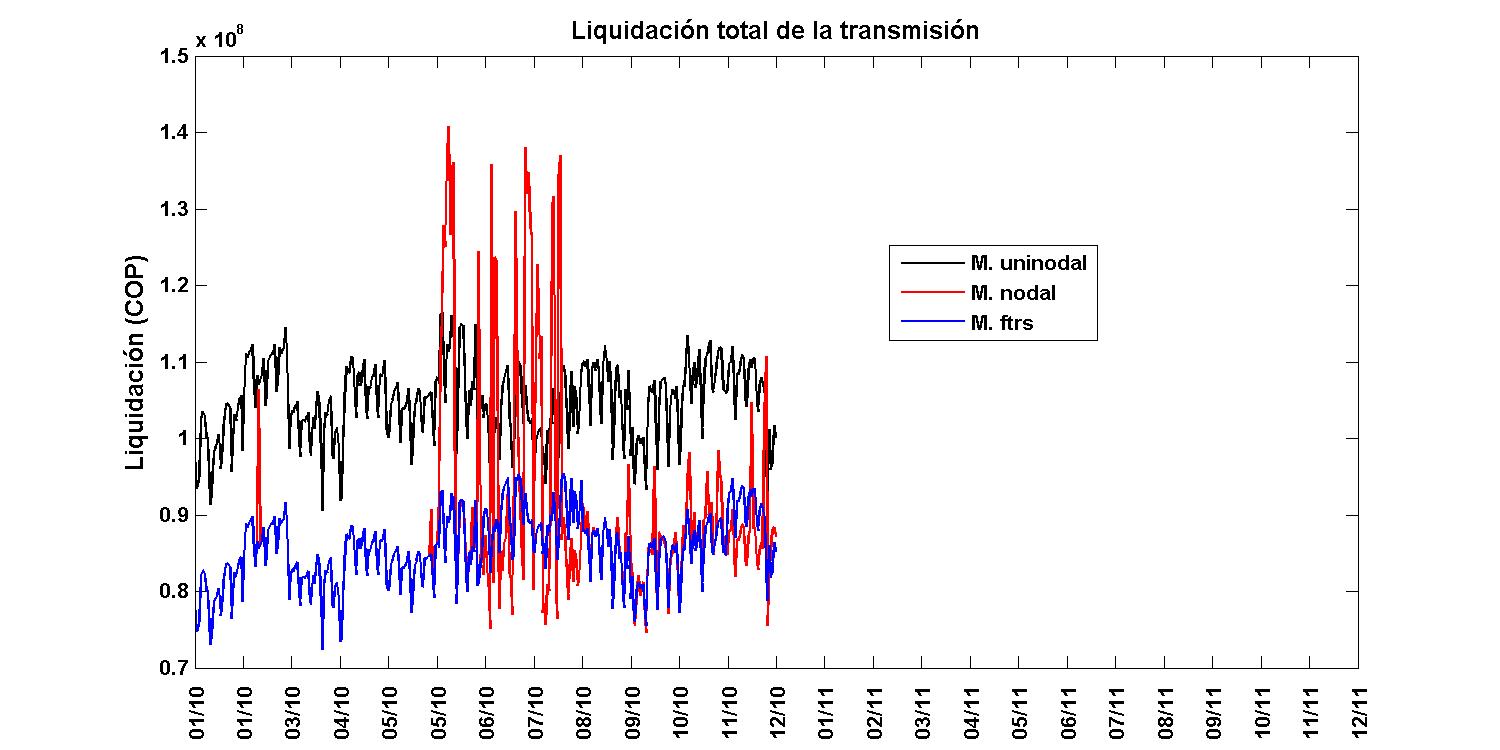 Liquidación total de la transmisión
x 10^8
1.5
1.4
1.3
1.2
1.1
1
0.9
0.8
0.7
Liquidación (COP)
M. uninodal
M. nodal
M. ftrs
01/10 01/10 03/10 04/10 05/10 05/10 06/10 07/10 08/10 09/10 10/10 11/10 12/10 01/11 02/11 03/11 04/11 05/11 06/11 07/11 08/11 09/11 10/11 11/11 12/11